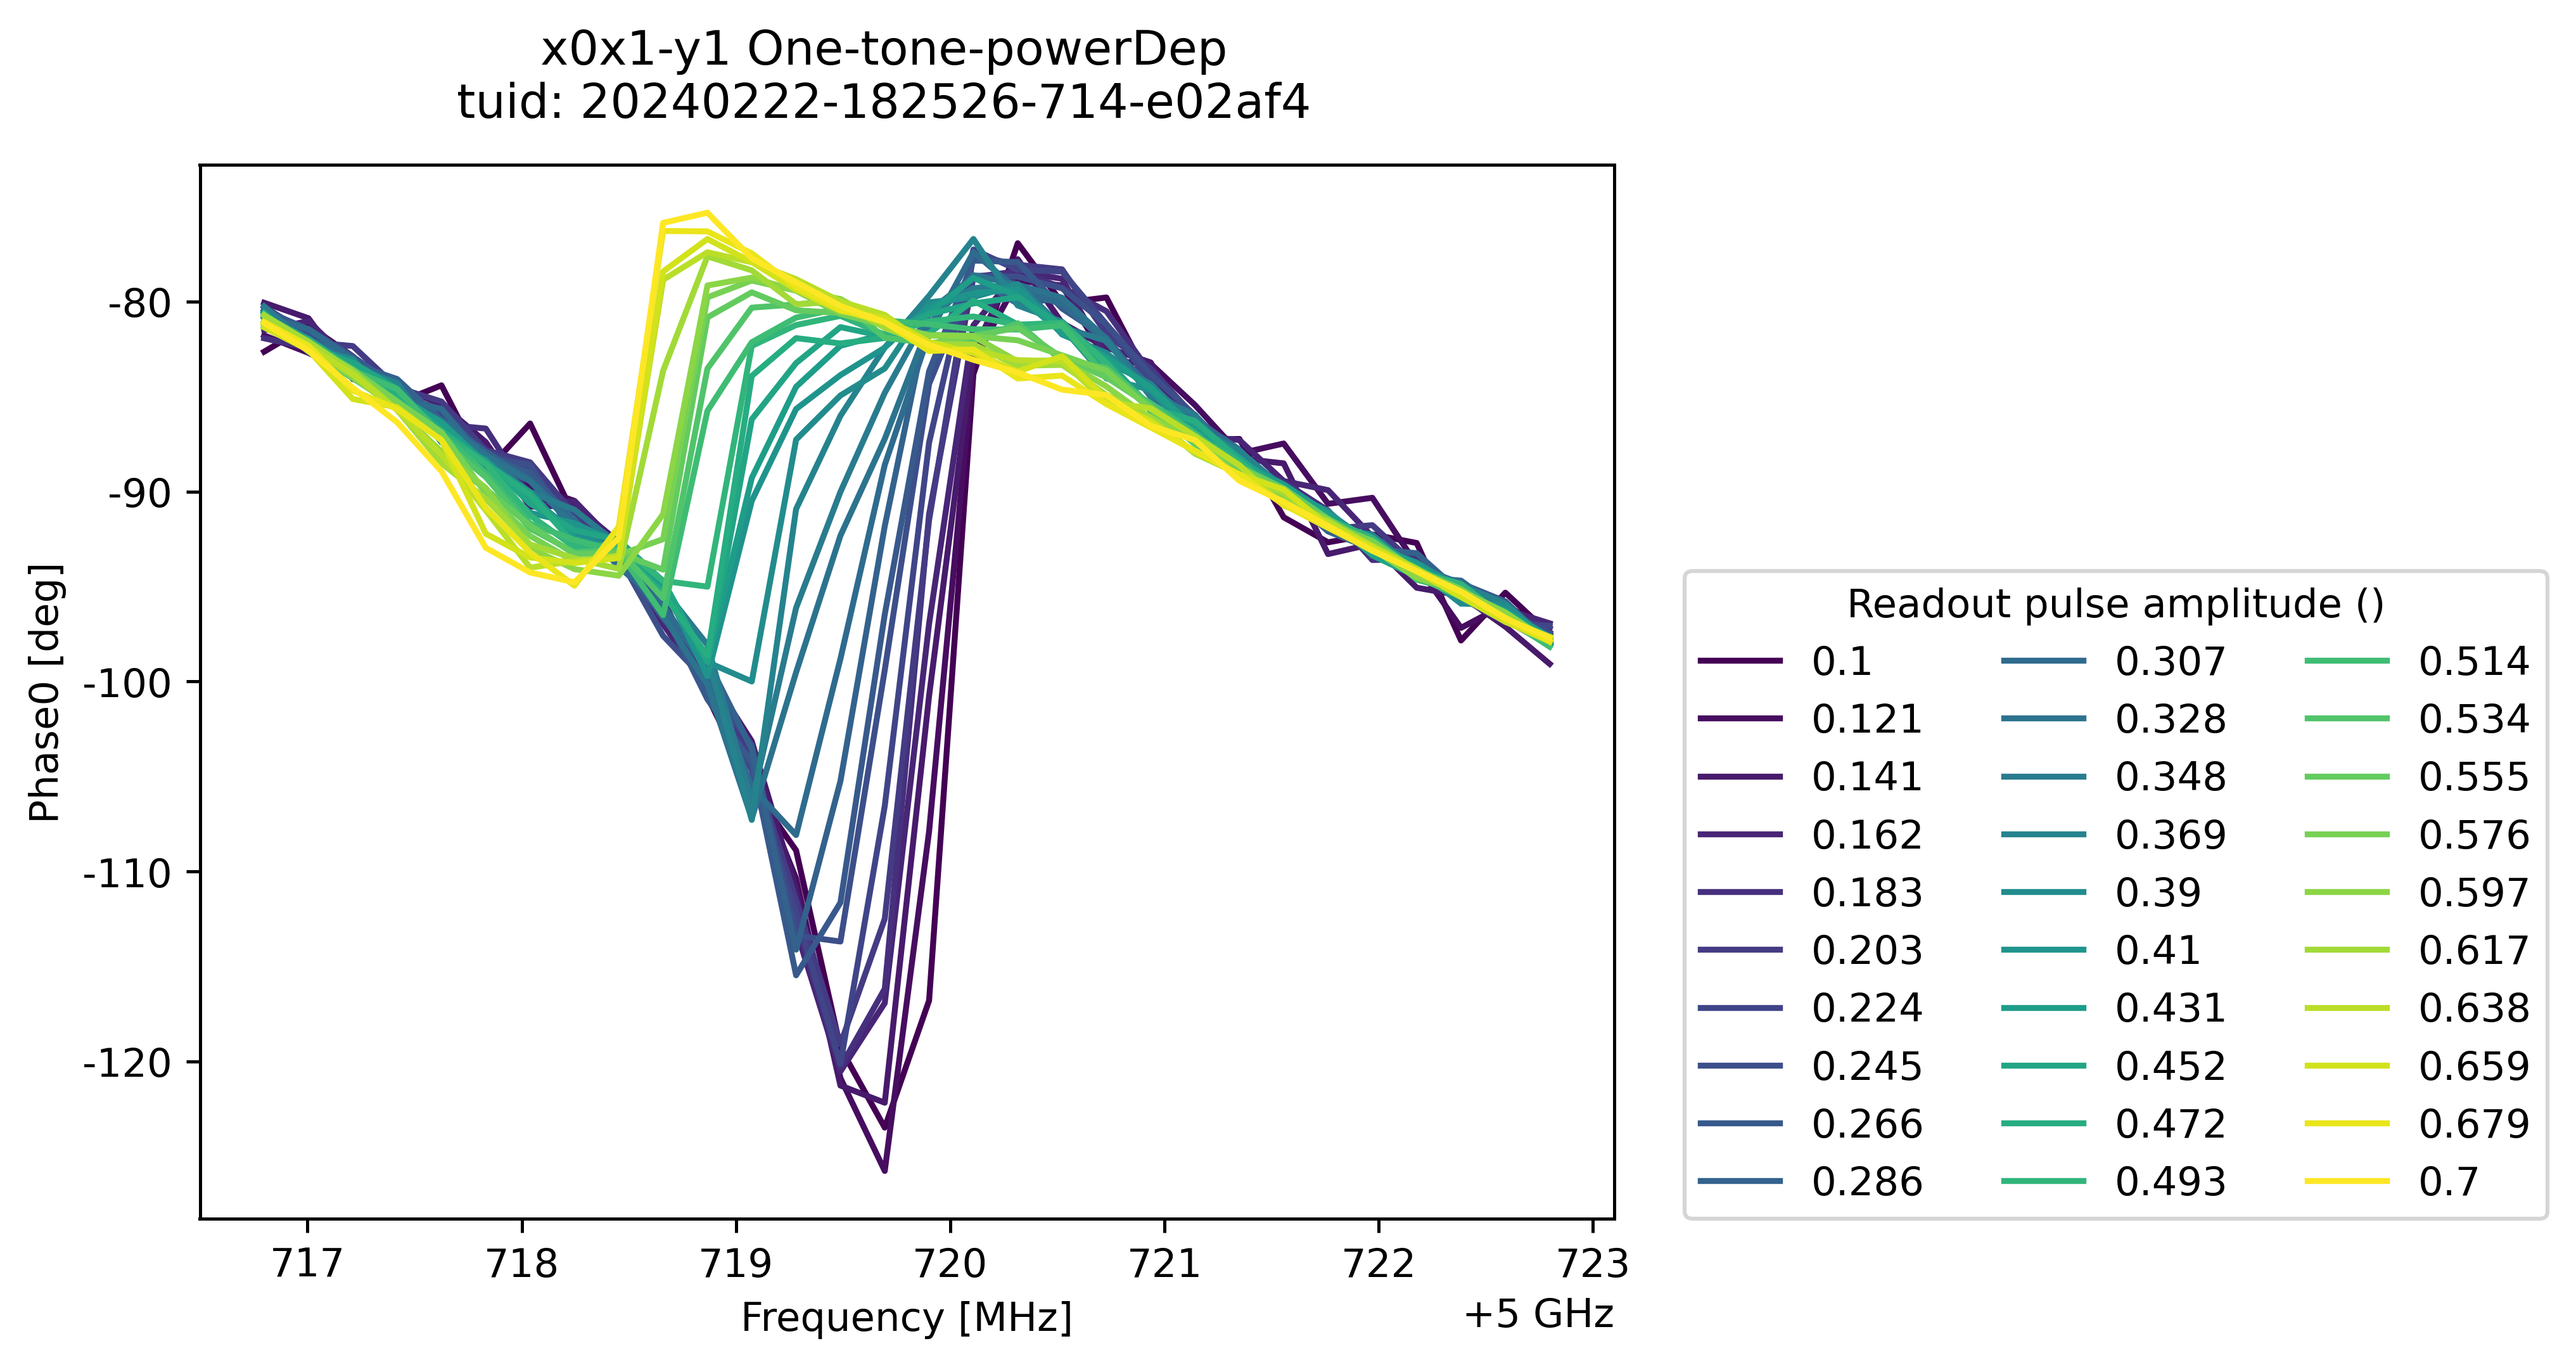 x0x1-y1 One-tone-powerDep
tuid: 20240222-182526-714-e02af4
Phase0 [deg]
-80
-90
-100
-110
-120
717 718 719 720 721 722 723
Frequency [MHz]
+5 GHz
Readout pulse amplitude ()
0.1 0.307 0.514
0.121 0.328 0.534
0.141 0.348 0.555
0.162 0.369 0.576
0.183 0.39 0.597
0.203 0.41 0.617
0.224 0.431 0.638
0.245 0.452 0.659
0.266 0.472 0.679
0.286 0.493 0.7